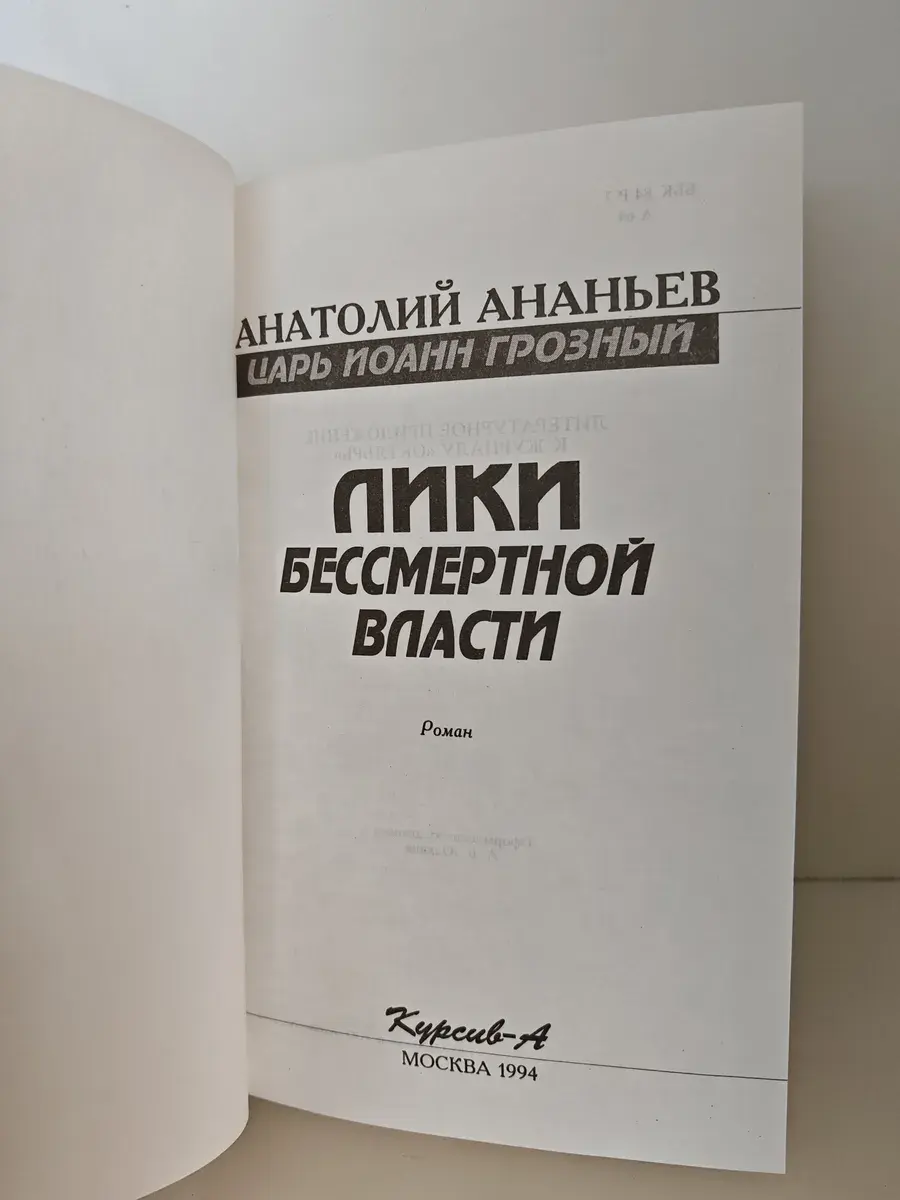 АНАТОЛИЙ АНАНЬЕВ
ЦАРЬ ИОАНН ГРОЗНЫЙ
ЛИКИ
БЕССМЕРТНОЙ
ВЛАСТИ
Роман
Курсив-А
МОСКВА 1994